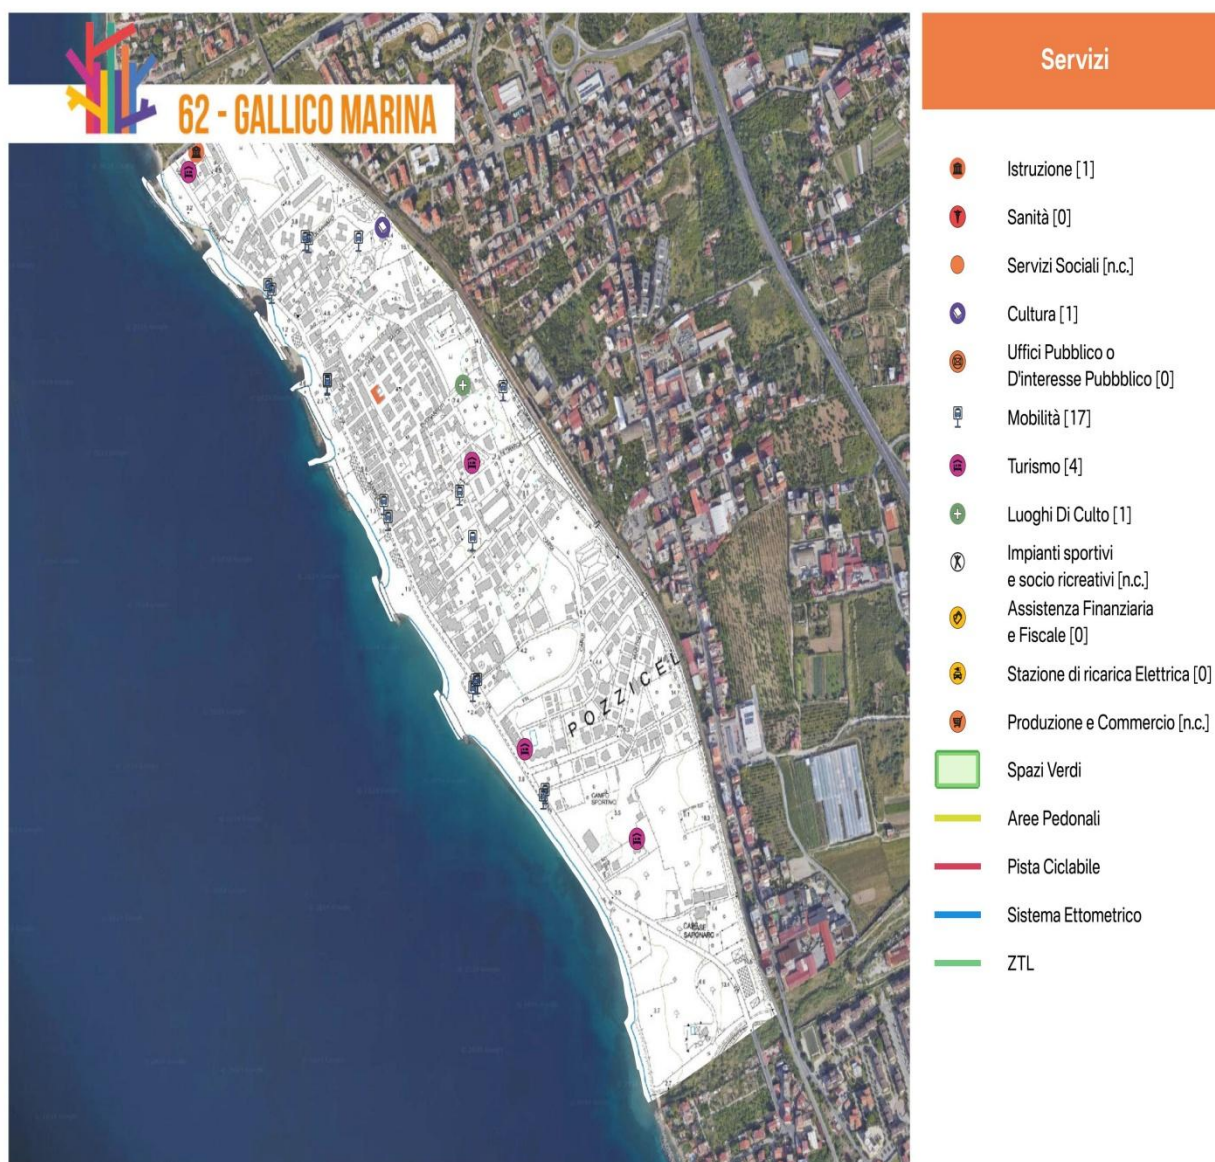 62 - GALLICO MARINA
E
POZZICEL
CAMPO
SPORTIVO
SAPONARO
Servizi
Istruzione [1]
Sanità [0]
Servizi Sociali [n.c.]
Cultura [1]
Uffici Pubblico o
D'interesse Pubbblico [0]
Mobilità [17]
Turismo [4]
Luoghi Di Culto [1]
Impianti sportivi
e socio ricreativi [n.c.]
Assistenza Finanziaria
e Fiscale [0]
Stazione di ricarica Elettrica [0]
Produzione e Commercio [n.c.]
Spazi Verdi
Aree Pedonali
Pista Ciclabile
Sistema Ettometrico
ZTL